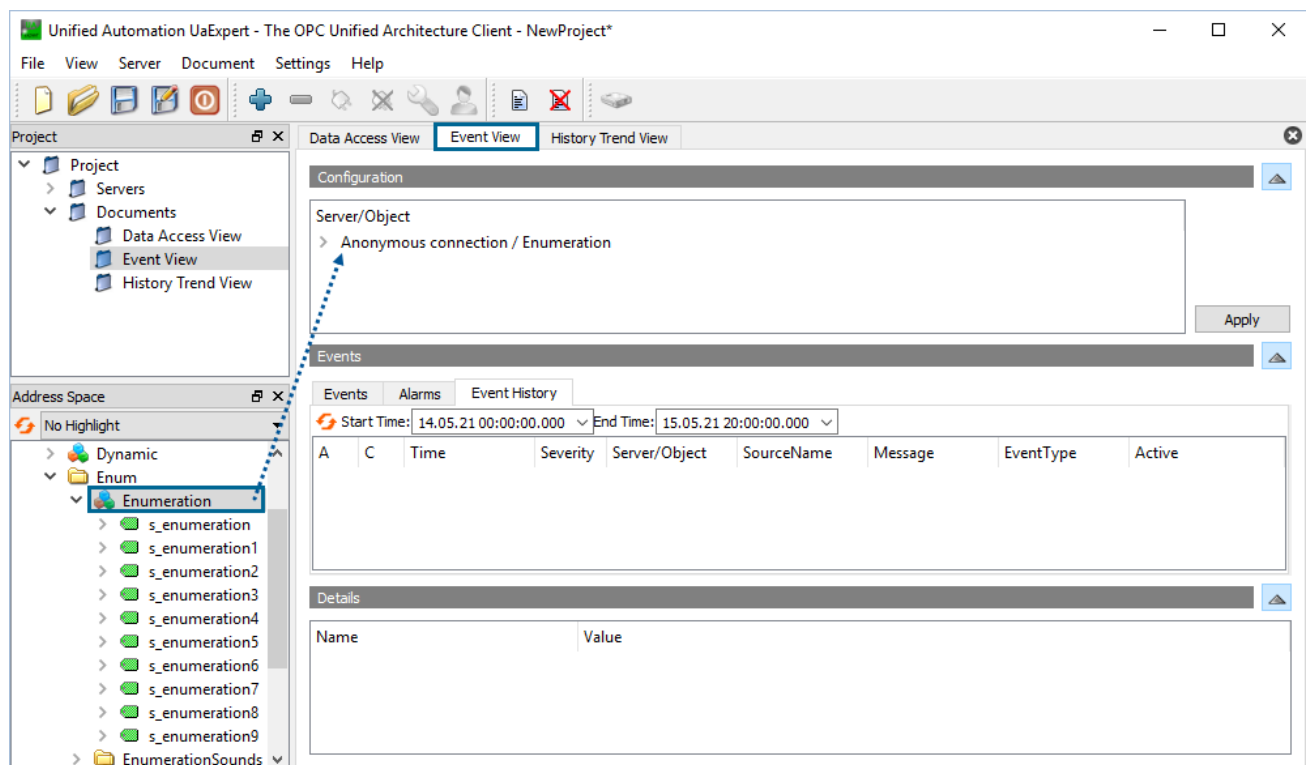 Unified Automation UaExpert - The OPC Unified Architecture Client - NewProject*
File View Server Document Settings Help
Project
Project
Servers
Documents
Data Access View
Event View
History Trend View
Address Space
No Highlight
Dynamic
Enum
Enumeration
s_enumeration
s_enumeration1
s_enumeration2
s_enumeration3
s_enumeration4
s_enumeration5
s_enumeration6
s_enumeration7
s_enumeration8
s_enumeration9
EnumerationSounds
Data Access View Event View History Trend View
Configuration
Server/Object
Anonymous connection / Enumeration
Apply
Events
Events Alarms Event History
Start Time: 14.05.21 00:00:00.000 End Time: 15.05.21 20:00:00.000
A C Time Severity Server/Object SourceName Message EventType Active
Details
Name Value